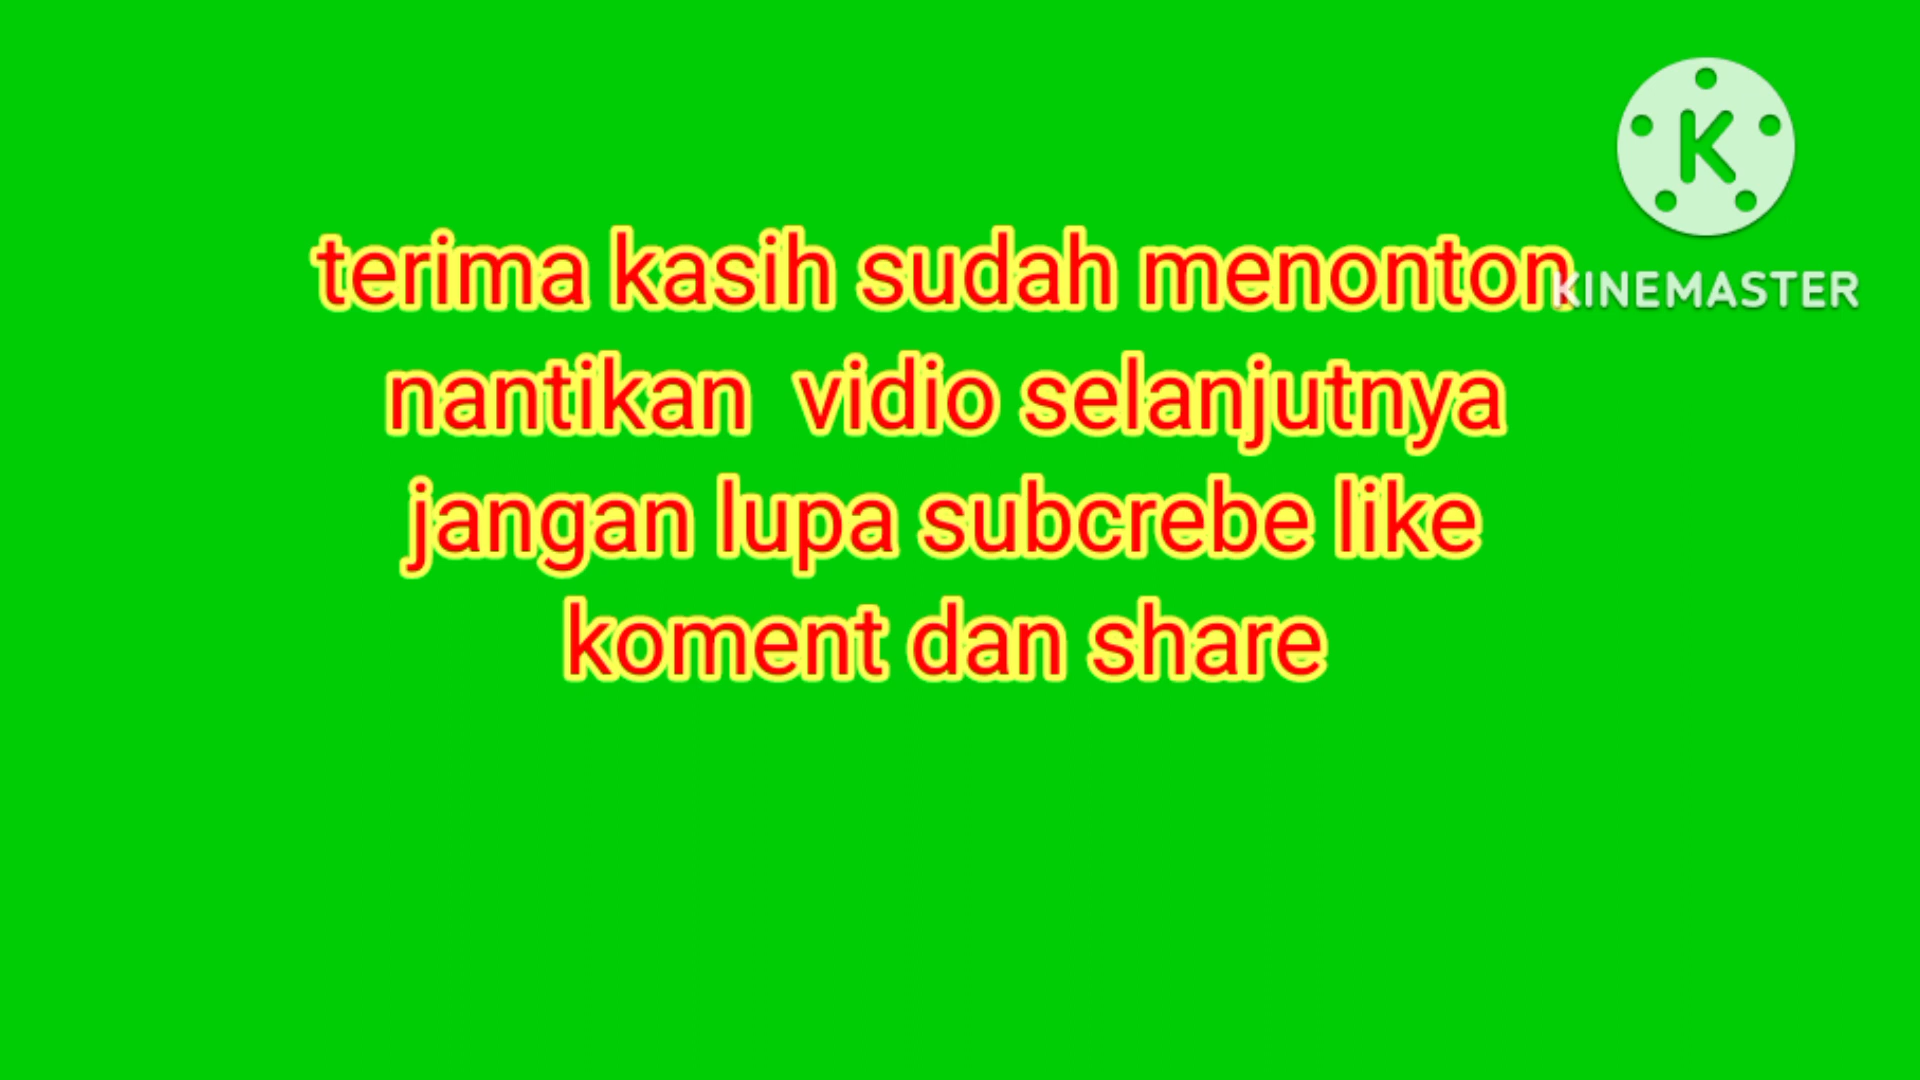 terima kasih sudah menonton
KINEMASTER
nantikan  vidio selanjutnya
jangan lupa subcrebe like
koment dan share